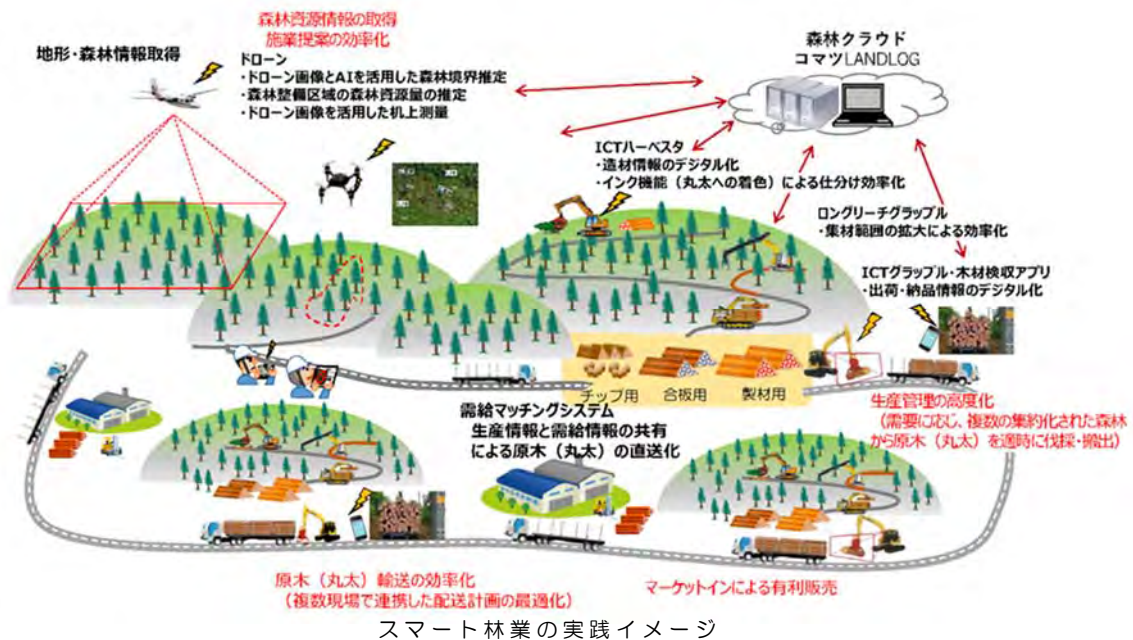 森林資源情報の取得
施業提案の効率化
地形・森林情報取得
ドローン
・ドローン画像とAIを活用した森林境界推定
・森林整備区域の森林資源量の推定
・ドローン画像を活用した机上測量
森林クラウド
コマツLANDLOG
ICTハーベスタ
・造材情報のデジタル化
・インク機能（丸太への着色）による仕分け効率化
ロングリーチグラップル
・集材範囲の拡大による効率化
ICTグラップル・木材検収アプリ
・出荷・納品情報のデジタル化
チップ用
合板用
製材用
生産管理の高度化
（需要に応じ、複数の集約化された森林
から原木（丸太）を適時に伐採・搬出）
需給マッチングシステム
生産情報と需給情報の共有
による原木（丸太）の直送化
原木（丸太）輸送の効率化
（複数現場で連携した配送計画の最適化）
マーケットインによる有利販売
スマート林業の実践イメージ